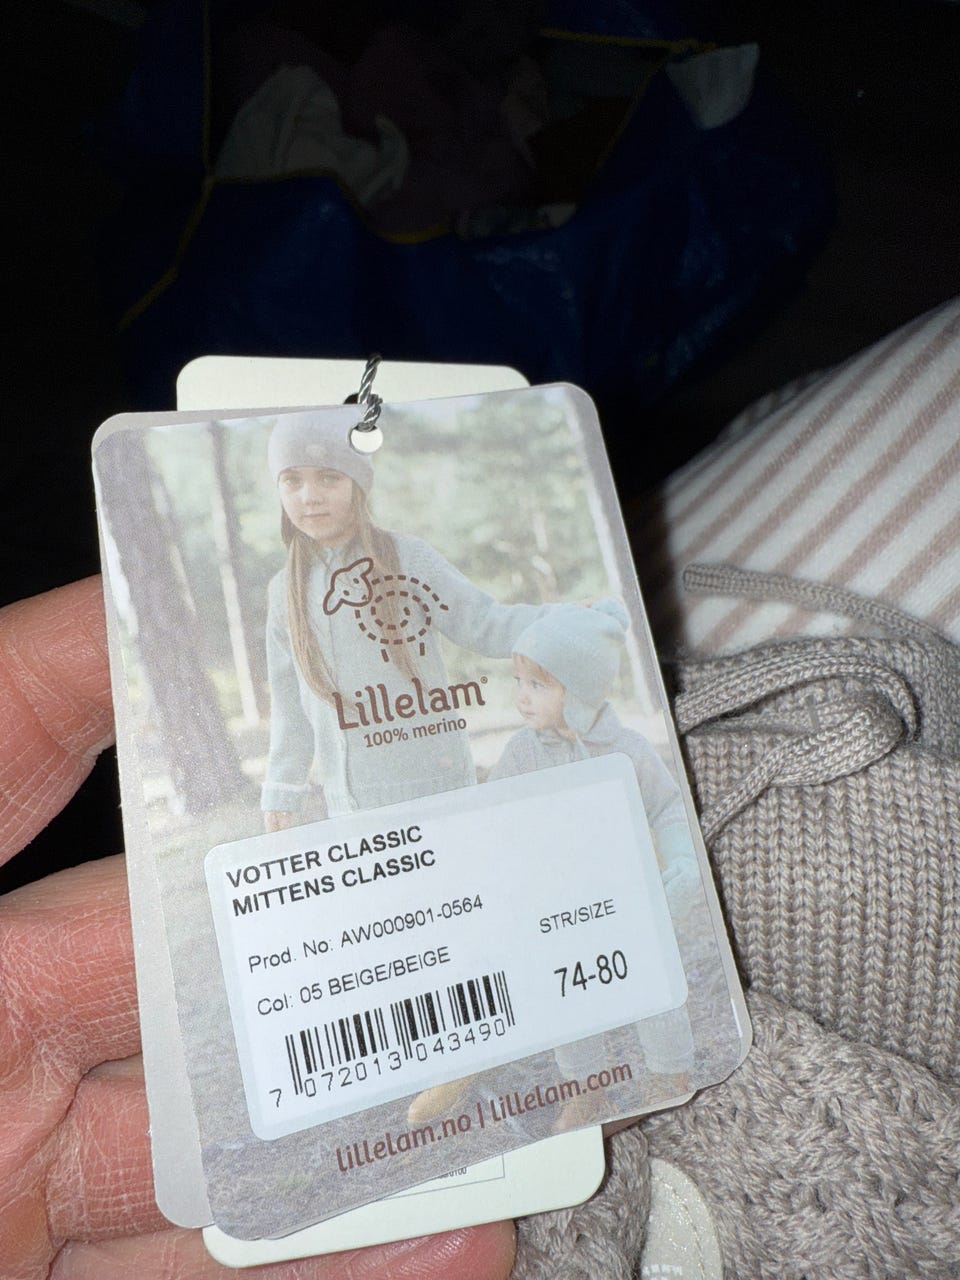 Lillelam®
100% merino
VOTTER CLASSIC
MITTENS CLASSIC
Prod. No: AW000901-0564
STR/SIZE
Col: 05 BEIGE/BEIGE
74-80
7 072013 043490
lillelam.no | lillelam.com